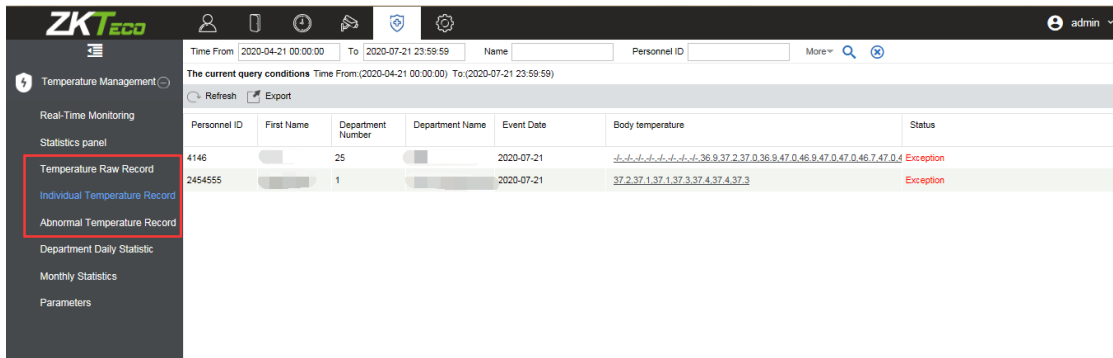 ZKTeco
admin
Time From 2020-04-21 00:00:00 To 2020-07-21 23:59:59 Name Personnel ID More
The current query conditions Time From:(2020-04-21 00:00:00) To:(2020-07-21 23:59:59)
Refresh Export
Temperature Management
Real-Time Monitoring
Statistics panel
Temperature Raw Record
Individual Temperature Record
Abnormal Temperature Record
Department Daily Statistic
Monthly Statistics
Parameters
Personnel ID First Name Department Number Department Name Event Date Body temperature Status
4146 25 2020-07-21 -/-,-/-,-/-,-/-,-/-,36.9,37.2,37.0,36.9,47.0,46.9,47.0,47.0,46.7,47.0,4 Exception
2454555 1 2020-07-21 37.2,37.1,37.1,37.3,37.4,37.4,37.3 Exception